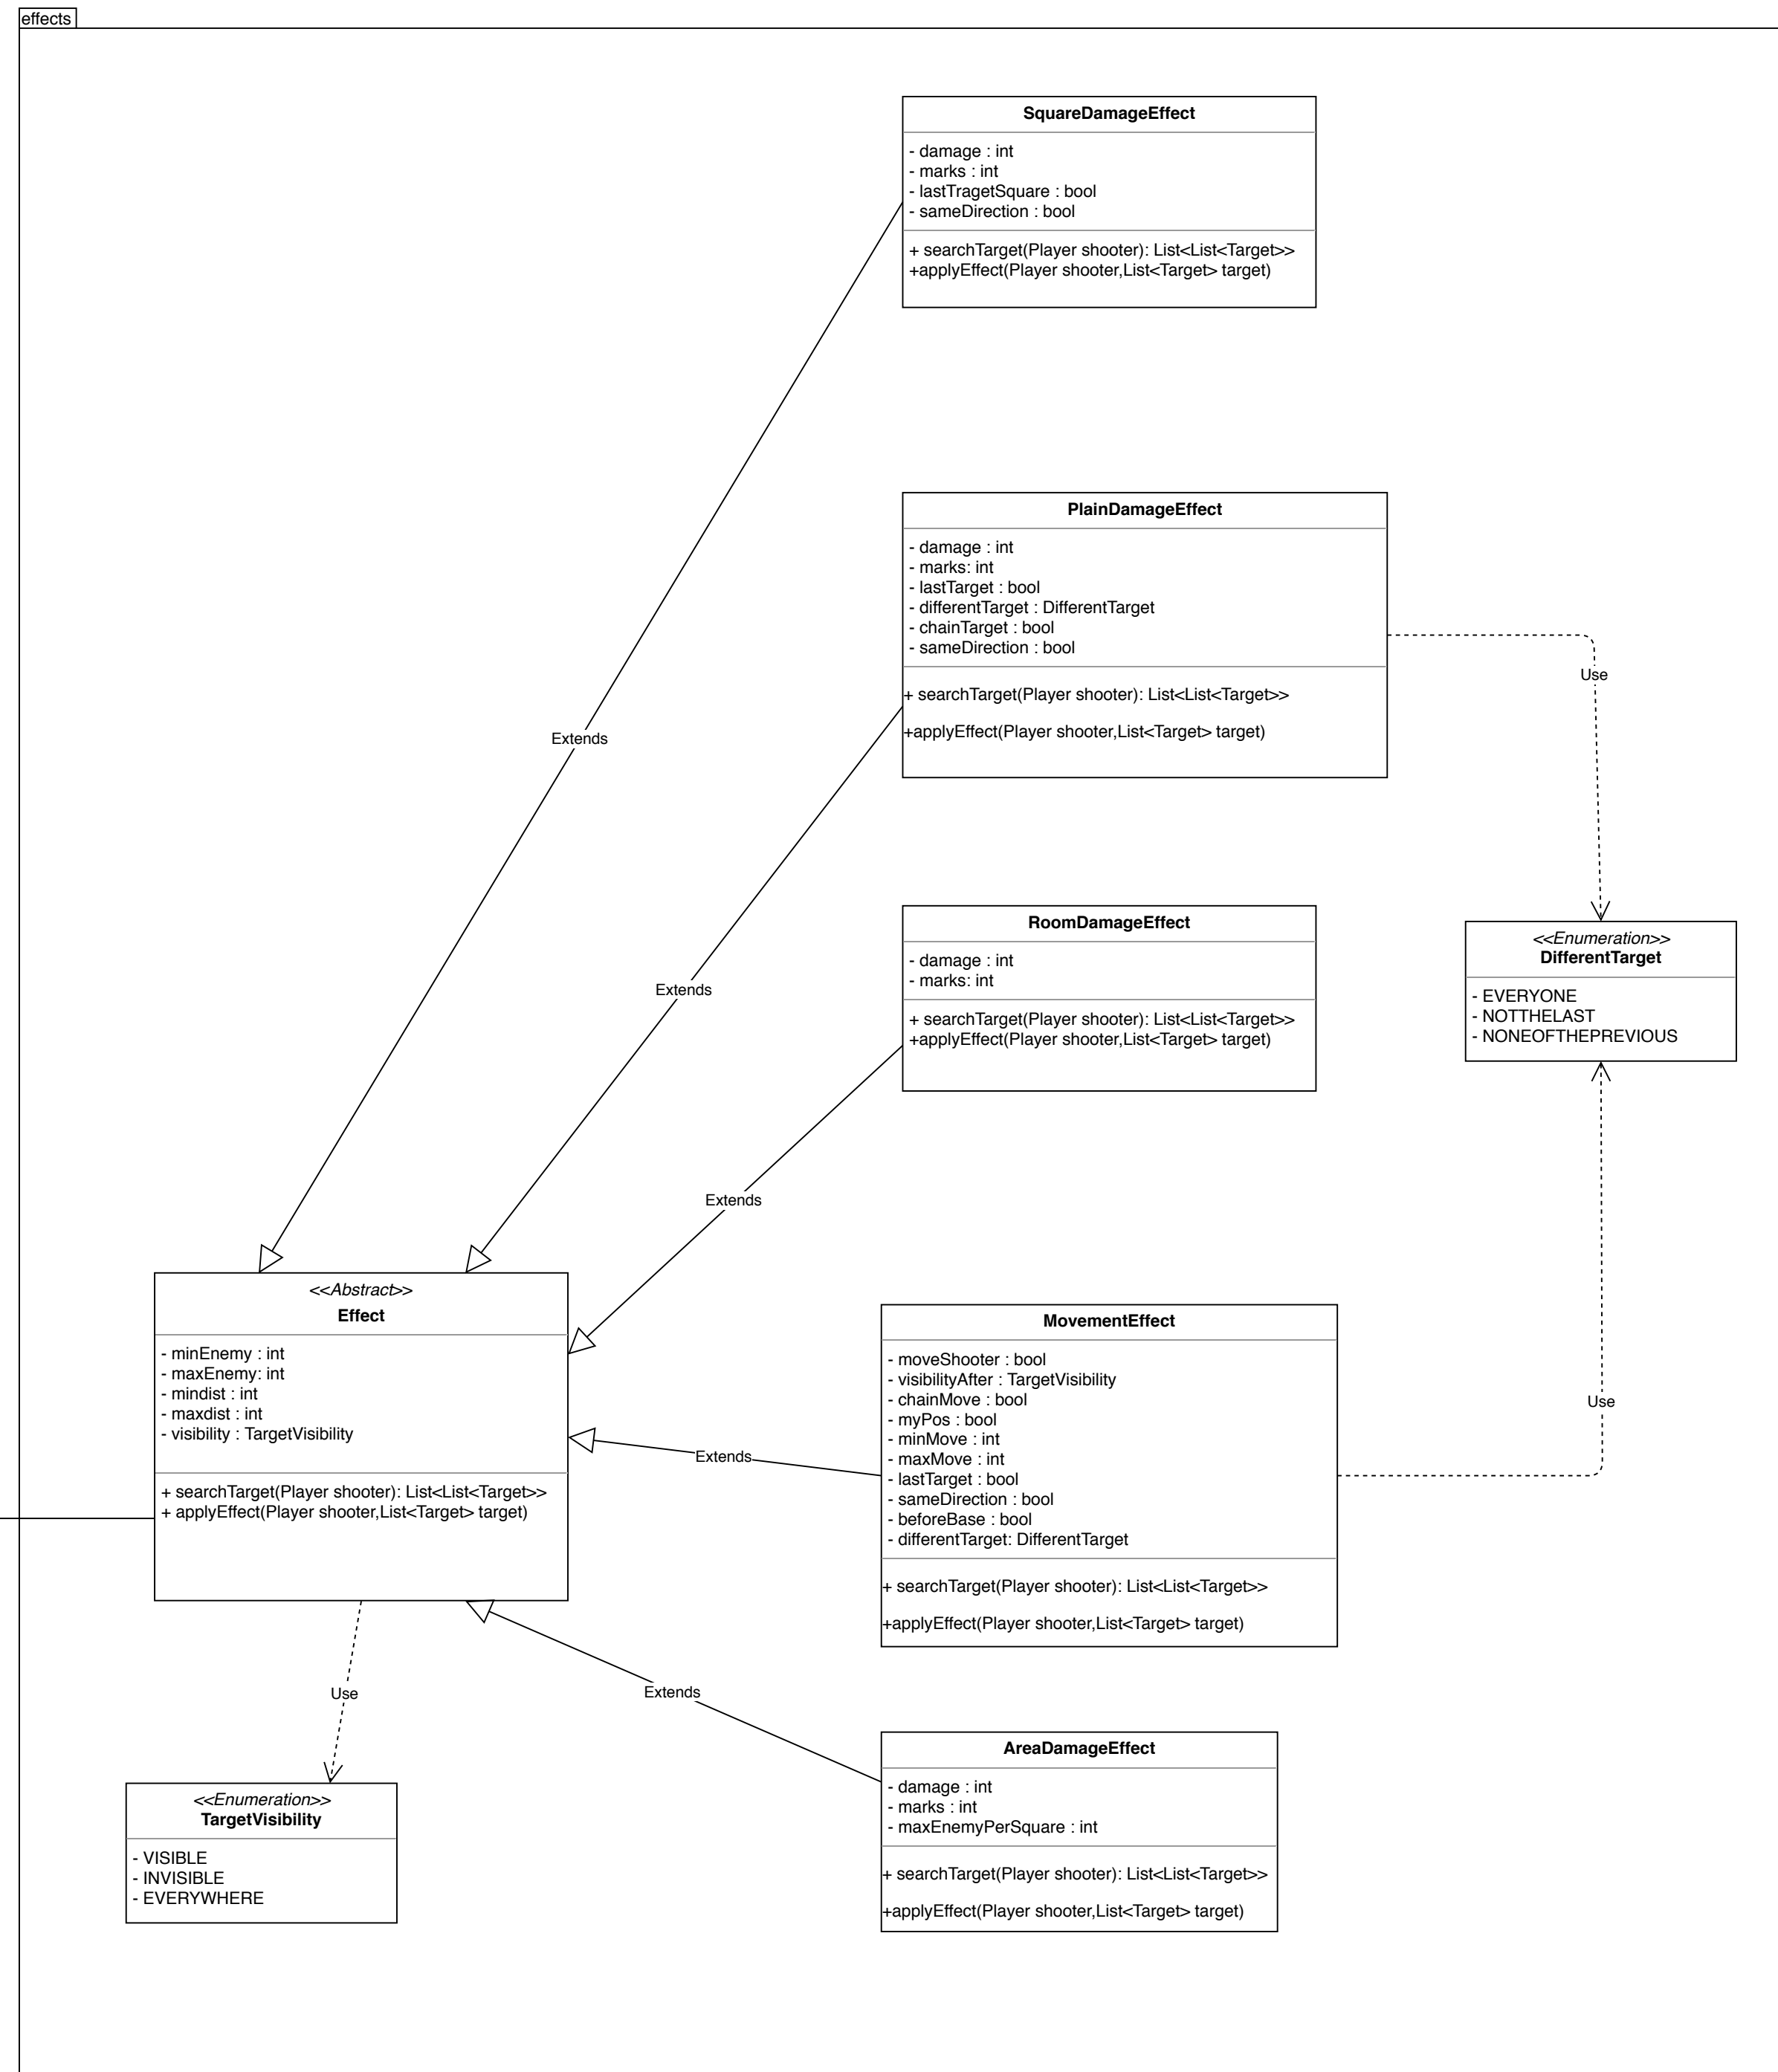 effects
SquareDamageEffect
- damage : int
- marks : int
- lastTragetSquare : bool
- sameDirection : bool
+ searchTarget(Player shooter): List<List<Target>>
+applyEffect(Player shooter,List<Target> target)
PlainDamageEffect
- damage : int
- marks: int
- lastTarget : bool
- differentTarget : DifferentTarget
- chainTarget : bool
- sameDirection : bool
+ searchTarget(Player shooter): List<List<Target>>
+applyEffect(Player shooter,List<Target> target)
Use
Extends
RoomDamageEffect
- damage : int
- marks: int
+ searchTarget(Player shooter): List<List<Target>>
+applyEffect(Player shooter,List<Target> target)
<<Enumeration>>
DifferentTarget
- EVERYONE
- NOTTHELAST
- NONEOFTHEPREVIOUS
Extends
Extends
<<Abstract>>
Effect
- minEnemy : int
- maxEnemy: int
- mindist : int
- maxdist : int
- visibility : TargetVisibility
+ searchTarget(Player shooter): List<List<Target>>
+ applyEffect(Player shooter,List<Target> target)
Extends
MovementEffect
- moveShooter : bool
- visibilityAfter : TargetVisibility
- chainMove : bool
- myPos : bool
- minMove : int
- maxMove : int
- lastTarget : bool
- sameDirection : bool
- beforeBase : bool
- differentTarget: DifferentTarget
+ searchTarget(Player shooter): List<List<Target>>
+applyEffect(Player shooter,List<Target> target)
Use
Use
Extends
<<Enumeration>>
TargetVisibility
- VISIBLE
- INVISIBLE
- EVERYWHERE
AreaDamageEffect
- damage : int
- marks : int
- maxEnemyPerSquare : int
+ searchTarget(Player shooter): List<List<Target>>
+applyEffect(Player shooter,List<Target> target)